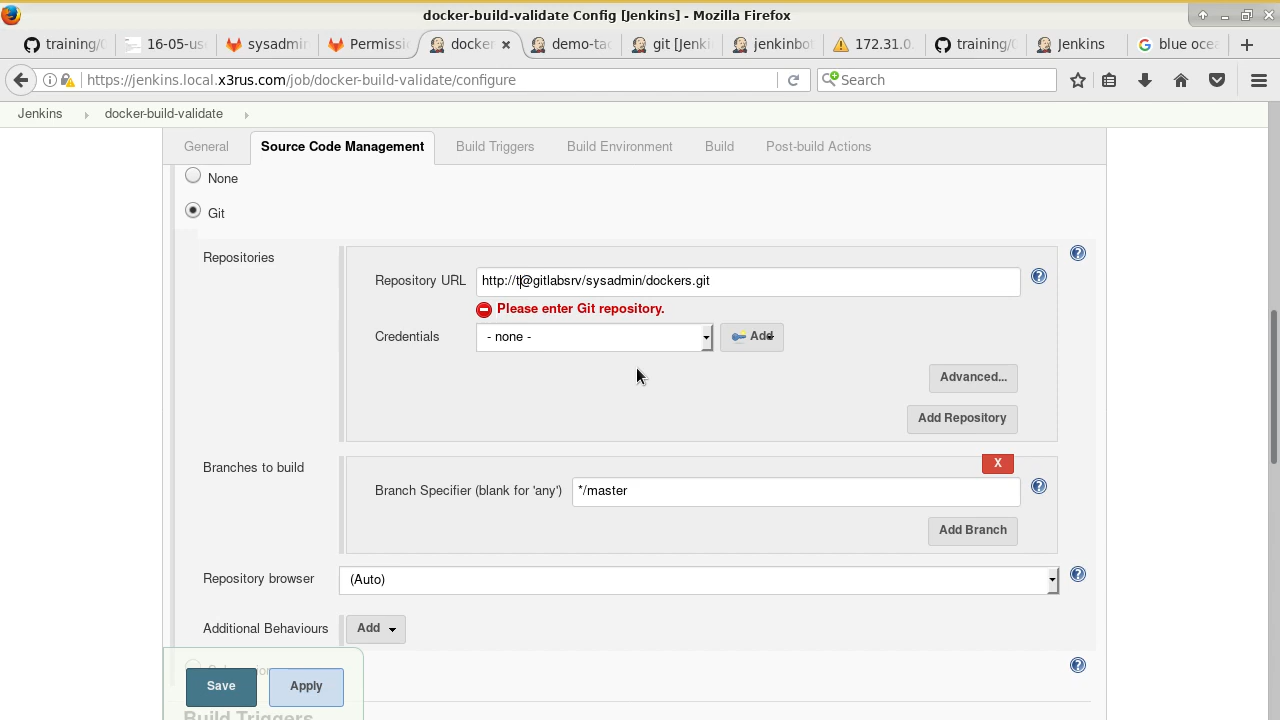 docker-build-validate Config [Jenkins] - Mozilla Firefox
training/ 16-05-us sysadmin Permiss docker demo-ta git [Jenki jenkinbo 172.31.0. training/ Jenkins blue oce
https://jenkins.local.x3rus.com/job/docker-build-validate/configure
Search
Jenkins docker-build-validate
General Source Code Management Build Triggers Build Environment Build Post-build Actions
None
Git
Repositories
Repository URL http://t@gitlabsrv/sysadmin/dockers.git
Please enter Git repository.
Credentials - none - Add
Advanced...
Add Repository
Branches to build X
Branch Specifier (blank for 'any') */master
Add Branch
Repository browser (Auto)
Additional Behaviours Add
Save Apply
Build Triggers